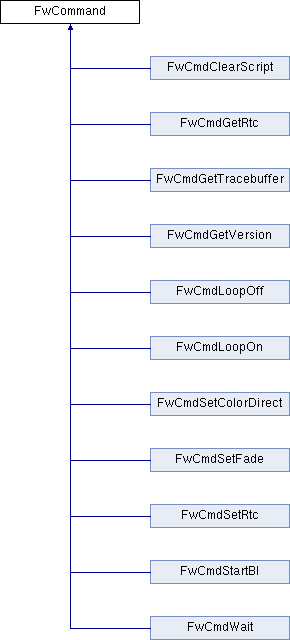 FwCommand
FwCmdClearScript
FwCmdGetRtc
FwCmdGetTracebuffer
FwCmdGetVersion
FwCmdLoopOff
FwCmdLoopOn
FwCmdSetColorDirect
FwCmdSetFade
FwCmdSetRtc
FwCmdStartBl
FwCmdWait